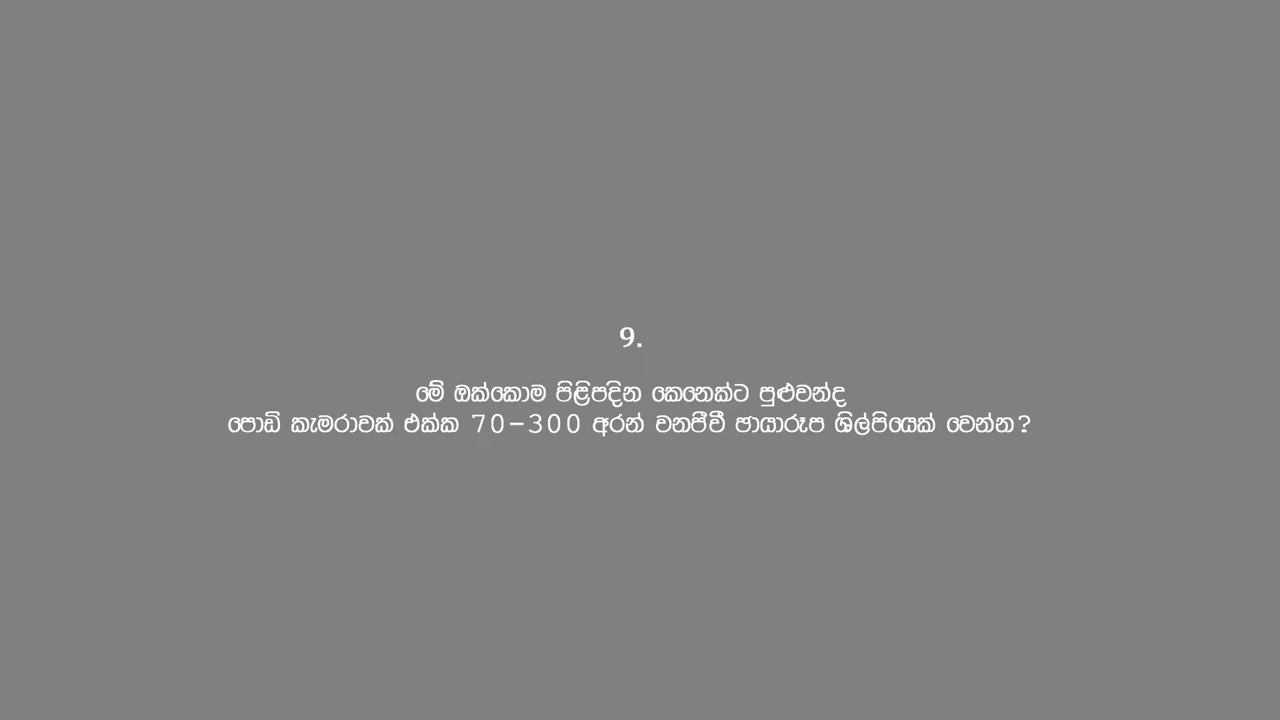 9.
මේ ඔක්කොම පිළිපදින කෙනෙක්ට පුළුවන්ද
පොඩි කැමරාවක් එක්ක 70-300 අරන් වනජීවී ඡායාරූප ශිල්පියෙක් වෙන්න?